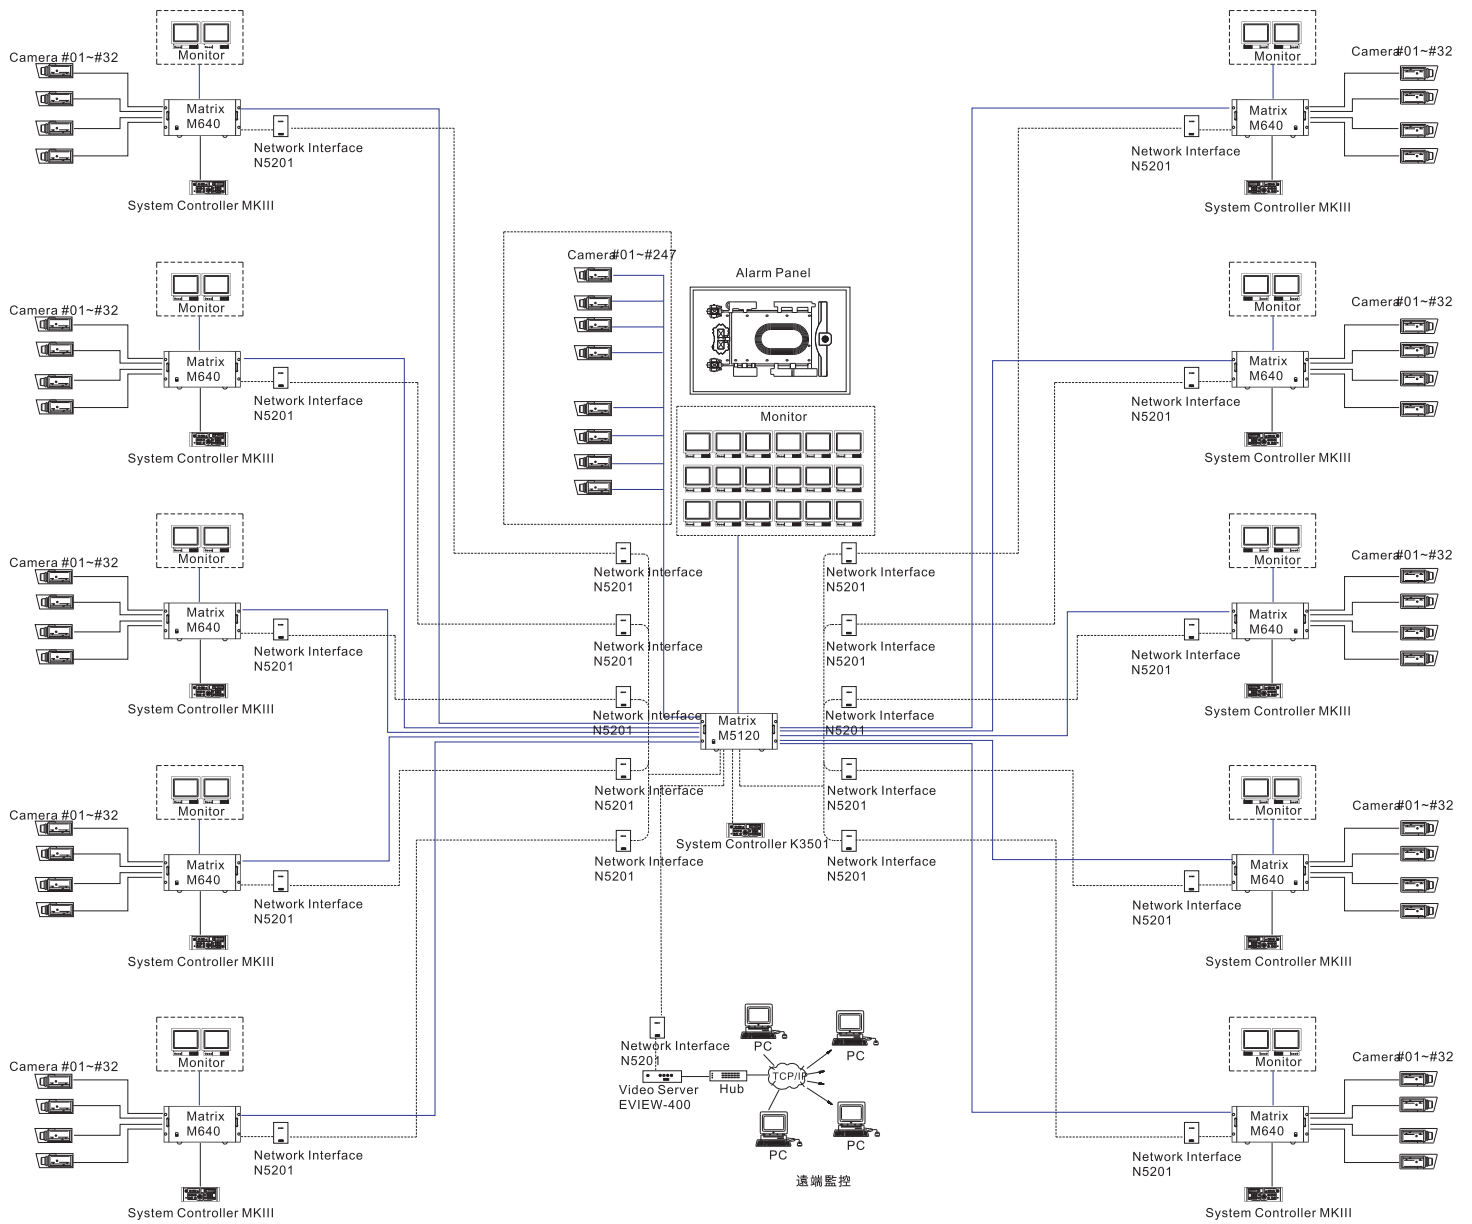 Monitor
Camera #01~#32
Matrix
M640
Network Interface
N5201
System Controller MKIII
Monitor
Camera#01~#32
Matrix
M640
Network Interface
N5201
System Controller MKIII
Camera#01~#247
Alarm Panel
Monitor
Monitor
Camera #01~#32
Matrix
M640
Network Interface
N5201
System Controller MKIII
Monitor
Camera#01~#32
Matrix
M640
Network Interface
N5201
System Controller MKIII
Monitor
Camera #01~#32
Matrix
M640
Network Interface
N5201
System Controller MKIII
Monitor
Camera#01~#32
Matrix
M640
Network Interface
N5201
System Controller MKIII
Network Interface
N5201
Network Interface
N5201
Network Interface
N5201
Network Interface
N5201
Network Interface
N5201
Network Interface
N5201
Matrix
M5120
Network Interface
N5201
Network Interface
N5201
System Controller K3501
Network Interface
N5201
Network Interface
N5201
Monitor
Camera #01~#32
Matrix
M640
Network Interface
N5201
System Controller MKIII
Monitor
Camera#01~#32
Matrix
M640
Network Interface
N5201
System Controller MKIII
Monitor
Camera #01~#32
Matrix
M640
Network Interface
N5201
System Controller MKIII
Network Interface
N5201
Video Server
EVIEW-400
Hub
TCP/IP
PC
PC
PC
PC
遠端監控
Monitor
Camera#01~#32
Matrix
M640
Network Interface
N5201
System Controller MKIII